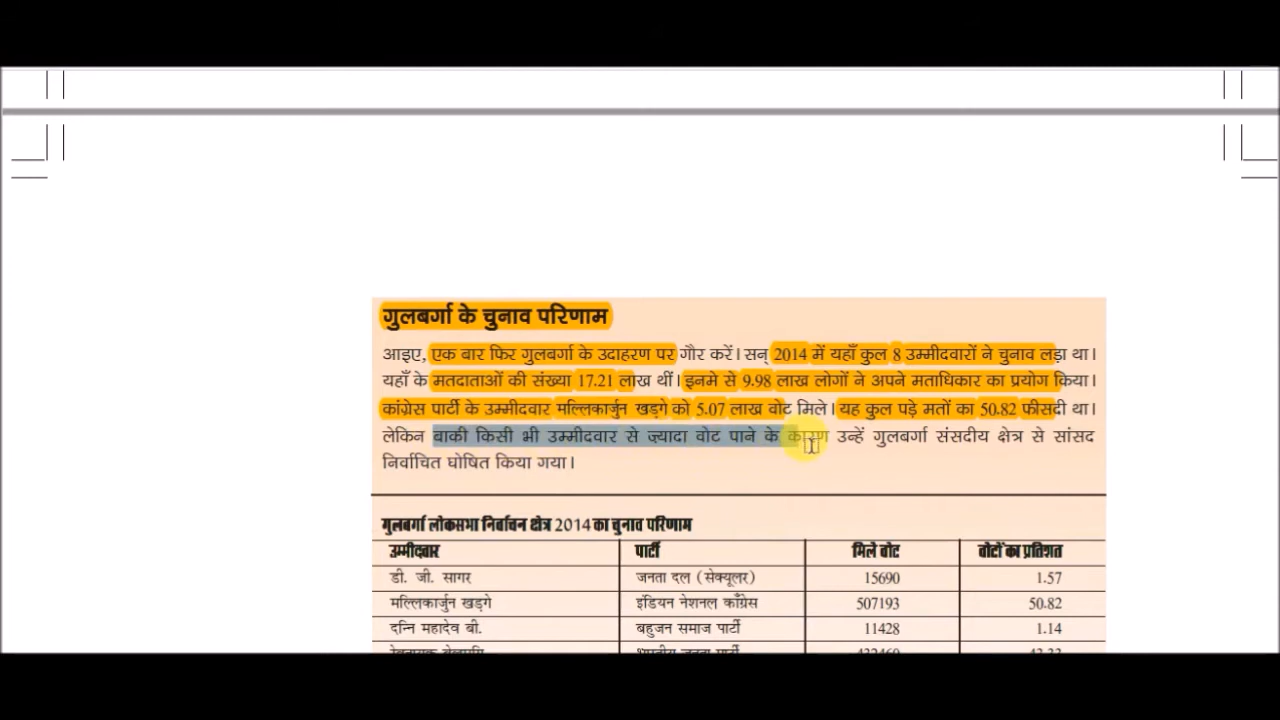 गुलबर्गा के चुनाव परिणाम
आइए, एक बार फिर गुलबर्गा के उदाहरण पर गौर करें। सन् 2014 में यहाँ कुल 8 उम्मीदवारों ने चुनाव लड़ा था।
यहाँ के मतदाताओं की संख्या 17.21 लाख थीं। इनमे से 9.98 लाख लोगों ने अपने मताधिकार का प्रयोग किया।
कांग्रेस पार्टी के उम्मीदवार मल्लिकार्जुन खड़गे को 5.07 लाख वोट मिले। यह कुल पड़े मतों का 50.82 फीसदी था।
लेकिन बाकी किसी भी उम्मीदवार से ज़्यादा वोट पाने के कारण उन्हें गुलबर्गा संसदीय क्षेत्र से सांसद
निर्वाचित घोषित किया गया।
गुलबर्गा लोकसभा निर्वाचन क्षेत्र 2014 का चुनाव परिणाम
उम्मीदवार पार्टी मिले वोट वोटों का प्रतिशत
डी. जी. सागर जनता दल (सेक्यूलर) 15690 1.57
मल्लिकार्जुन खड़गे इंडियन नेशनल काँग्रेस 507193 50.82
दन्नि महादेव बी. बहुजन समाज पार्टी 11428 1.14